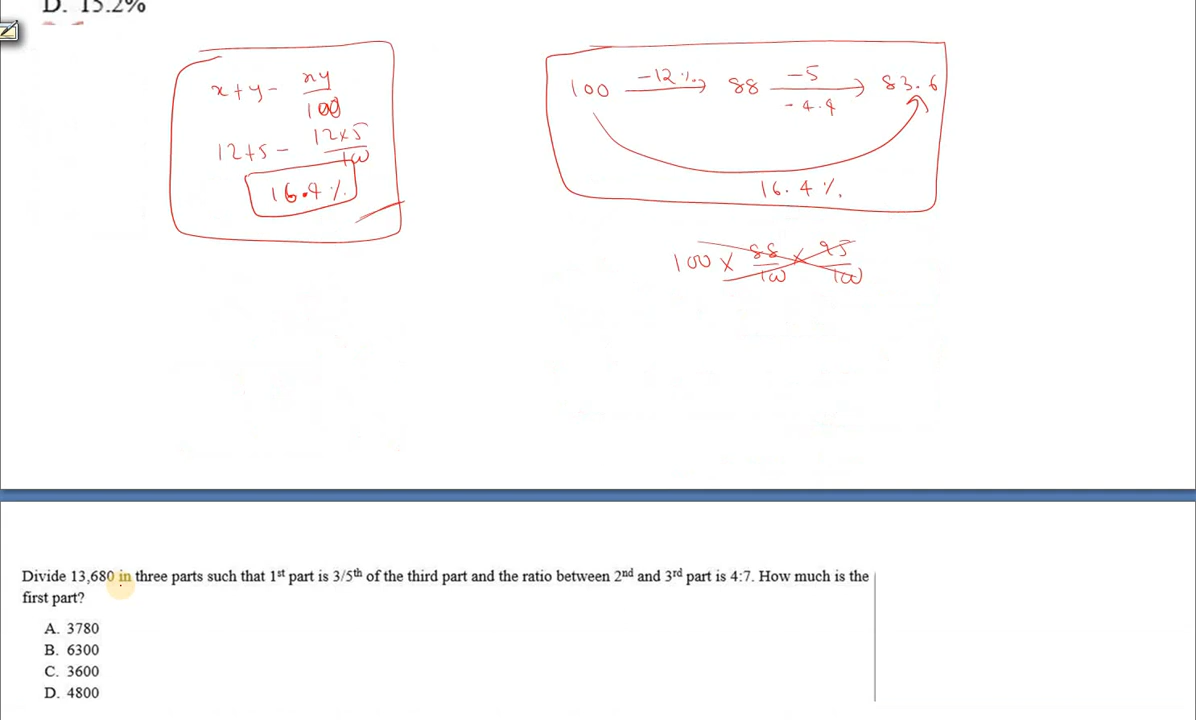 D. 15.2%
x+y- xy/100
12+5- 12x5/100
16.4%
100 -12%→ 88 -5→ 83.6
-4.4
16.4%.
100 x 88/100 x 95/100
Divide 13,680 in three parts such that 1st part is 3/5th of the third part and the ratio between 2nd and 3rd part is 4:7. How much is the
first part?
A. 3780
B. 6300
C. 3600
D. 4800